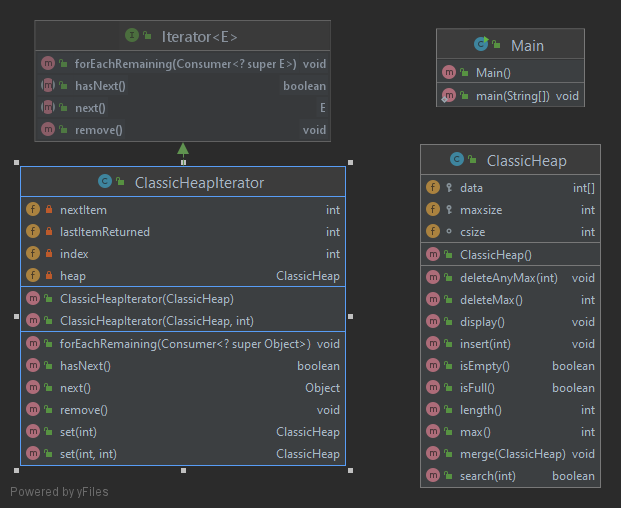 Iterator<E>
forEachRemaining(Consumer<? super E>) void
hasNext() boolean
next() E
remove() void
ClassicHeapIterator
nextItem int
lastItemReturned int
index int
heap ClassicHeap
ClassicHeapIterator(ClassicHeap)
ClassicHeapIterator(ClassicHeap, int)
forEachRemaining(Consumer<? super Object>) void
hasNext() boolean
next() Object
remove() void
set(int) ClassicHeap
set(int, int) ClassicHeap
Main
Main()
main(String[]) void
ClassicHeap
data int[]
maxsize int
csize int
ClassicHeap()
deleteAnyMax(int) void
deleteMax() int
display() void
insert(int) void
isEmpty() boolean
isFull() boolean
length() int
max() int
merge(ClassicHeap) void
search(int) boolean
Powered by yFiles